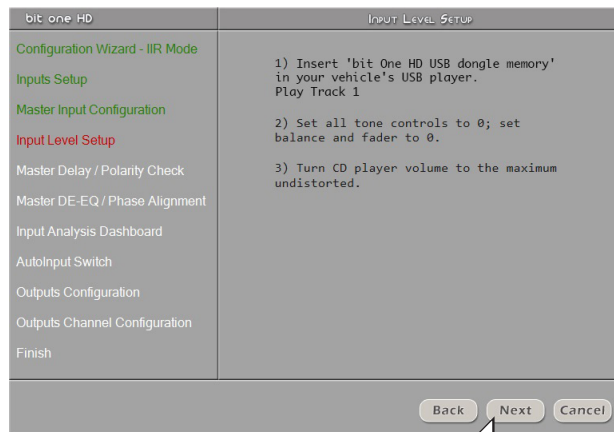 bit one HD
Input Level Setup
Configuration Wizard - IIR Mode
Inputs Setup
Master Input Configuration
Input Level Setup
Master Delay / Polarity Check
Master DE-EQ / Phase Alignment
Input Analysis Dashboard
AutoInput Switch
Outputs Configuration
Outputs Channel Configuration
Finish
1) Insert 'bit One HD USB dongle memory'
in your vehicle's USB player.
Play Track 1
2) Set all tone controls to 0; set
balance and fader to 0.
3) Turn CD player volume to the maximum
undistorted.
Back
Next
Cancel